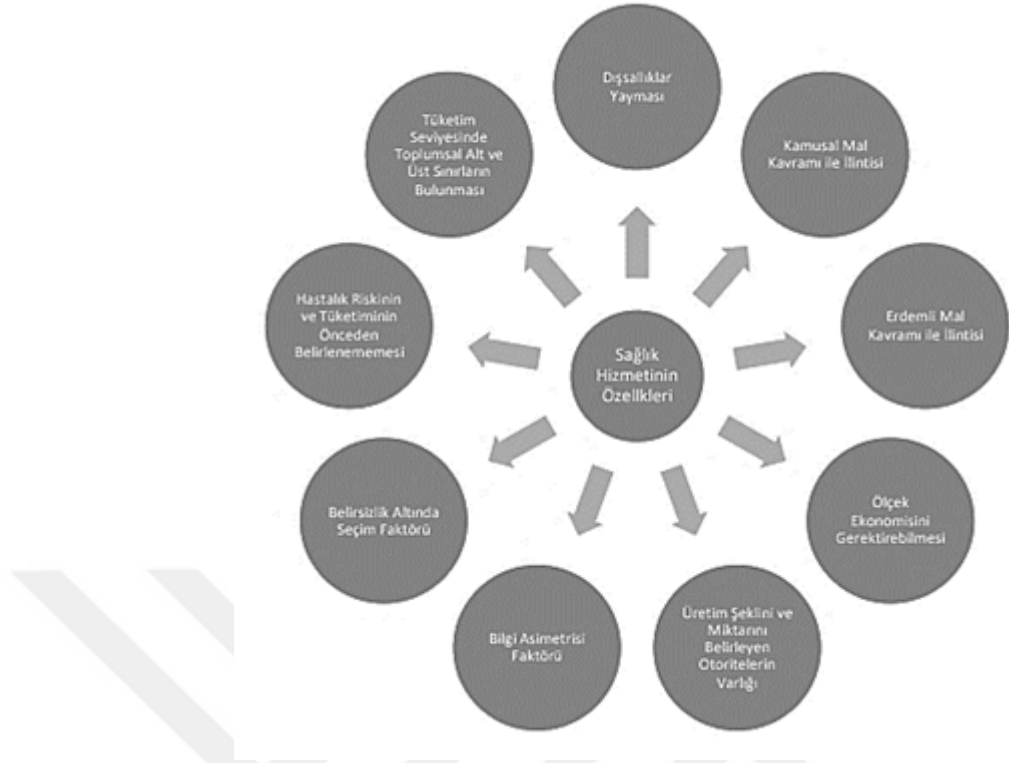 Dışsallıklar
Yayması
Kamusal Mal
Kavramı ile İlintisi
Erdemli Mal
Kavramı ile İlintisi
Ölçek
Ekonomisini
Gerektirebilmesi
Üretim Şeklini ve
Miktarını
Belirleyen
Otoritelerin
Varlığı
Bilgi Asimetrisi
Faktörü
Belirsizlik Altında
Seçim Faktörü
Hastalık Riskinin
ve Tüketiminin
Önceden
Belirlenememesi
Tüketim
Seviyesinde
Toplumsal Alt ve
Üst Sınırların
Bulunması
Sağlık
Hizmetinin
Özellkleri